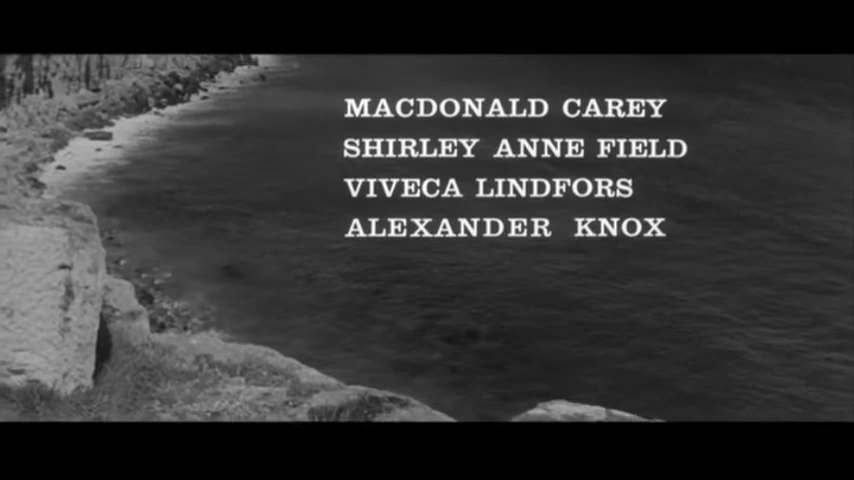 MACDONALD CAREY
SHIRLEY ANNE FIELD
VIVECA LINDFORS
ALEXANDER KNOX